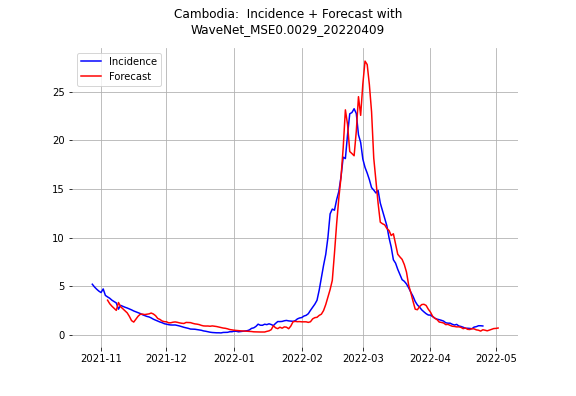 Cambodia:  Incidence + Forecast with
WaveNet_MSE0.0029_20220409
Incidence
Forecast
25
20
15
10
5
0
2021-11 2021-12 2022-01 2022-02 2022-03 2022-04 2022-05